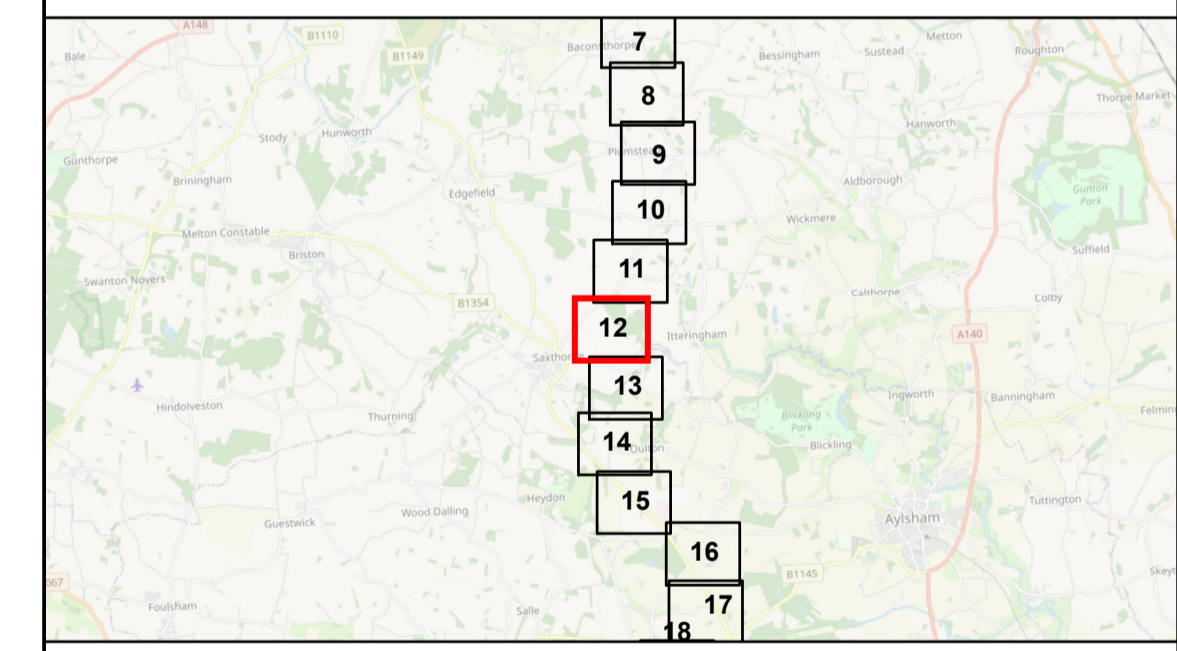 A148
B1110
Metton
Baconsthorpe
7
Bale
B1149
Bessingham
Sustead
Roughton
8
Thorpe Market
Stody
Hunworth
Hanworth
Gunthorpe
9
Briningham
Edgefield
Aldborough
Gunton
Park
10
Wickmere
Melton Constable
Briston
Suffield
11
Swanton Novers
Calthorpe
Colby
B1354
12
Itteringham
A140
Saxthorpe
13
Hindolveston
Thurning
Ingworth
Banningham
Felming
Blickling
Park
14
Oulton
Blickling
Heydon
15
Tuttington
Guestwick
Wood Dalling
Aylsham
16
B1145
Skeyt
067
17
Foulsham
Salle
18